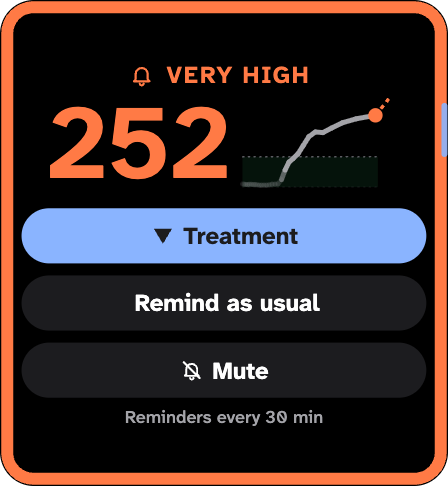 VERY HIGH
252
Treatment
Remind as usual
Mute
Reminders every 30 min